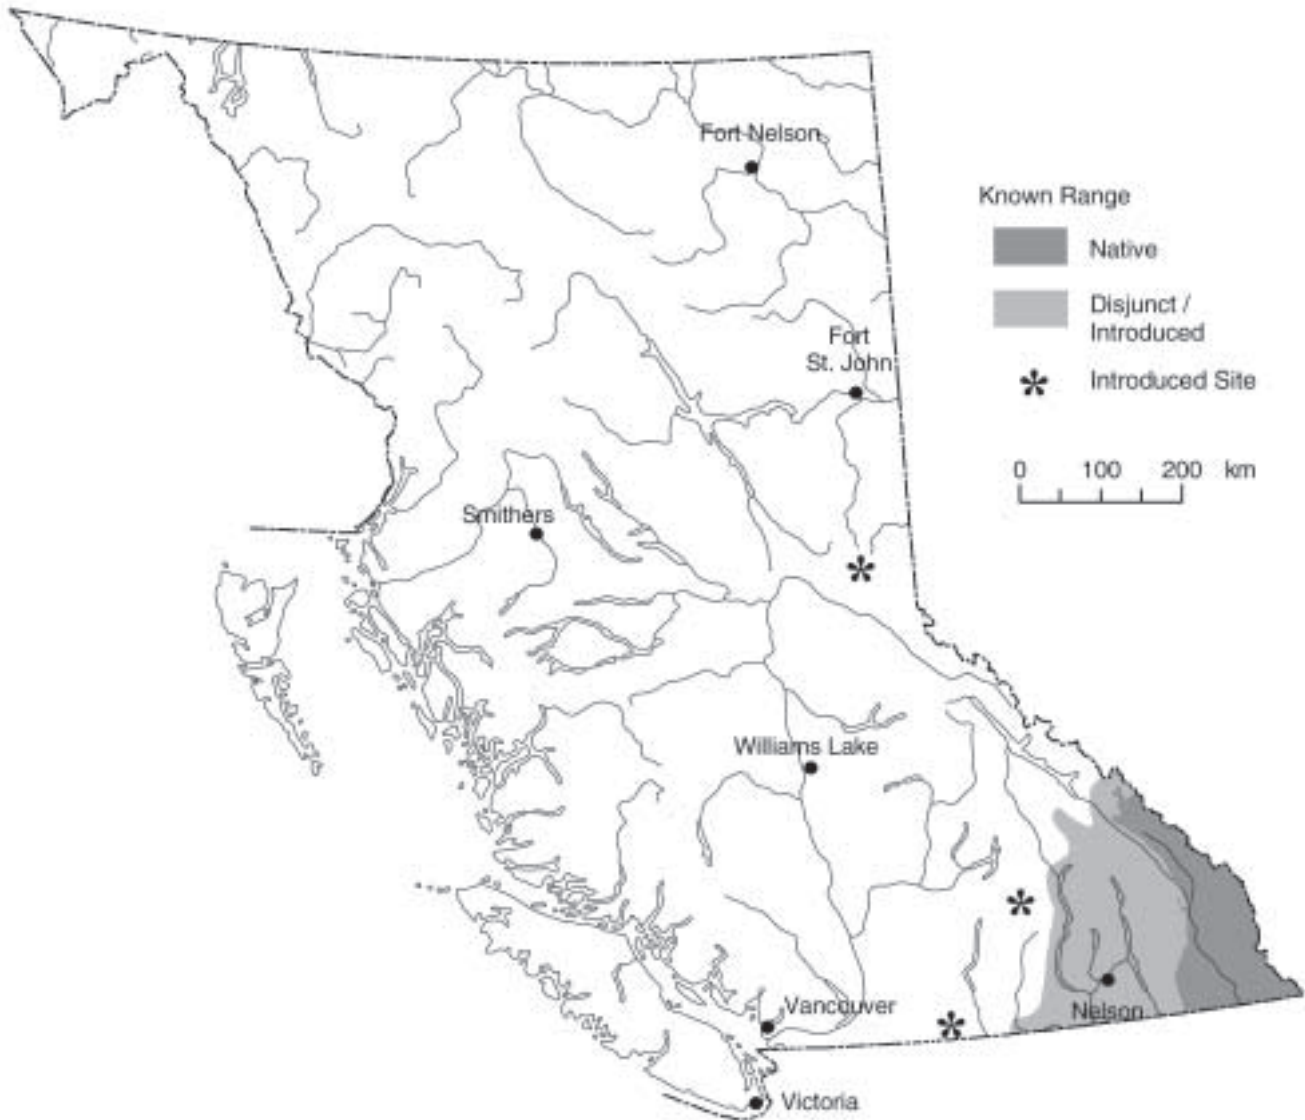 Fort Nelson
Known Range
Native
Disjunct /
Introduced
Introduced Site
0 100 200 km
Fort
St. John
Smithers
Williams Lake
Nelson
Vancouver
Victoria